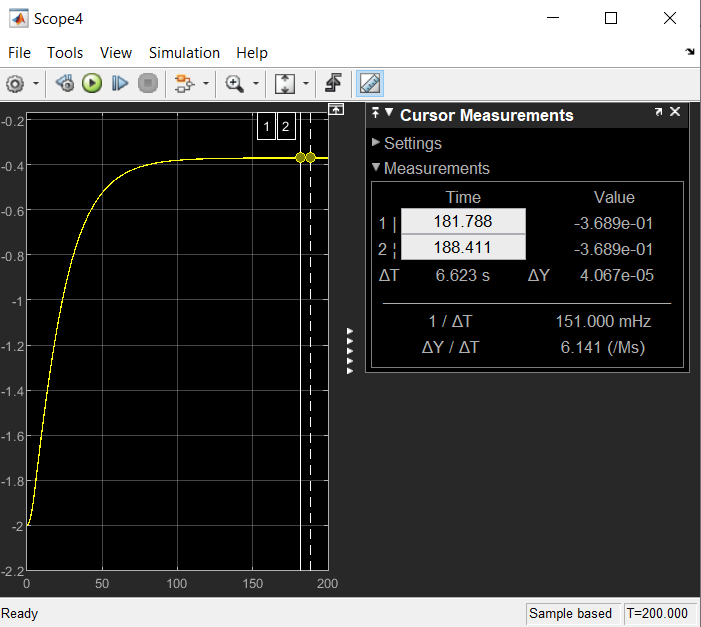 Scope4
File Tools View Simulation Help
1 2
-0.2
-0.4
-0.6
-0.8
-1
-1.2
-1.4
-1.6
-1.8
-2
-2.2
0 50 100 150 200
Cursor Measurements
Settings
Measurements
Time Value
1 | 181.788 -3.689e-01
2 ¦ 188.411 -3.689e-01
ΔT 6.623 s ΔY 4.067e-05
1 / ΔT 151.000 mHz
ΔY / ΔT 6.141 (/Ms)
Ready Sample based T=200.000